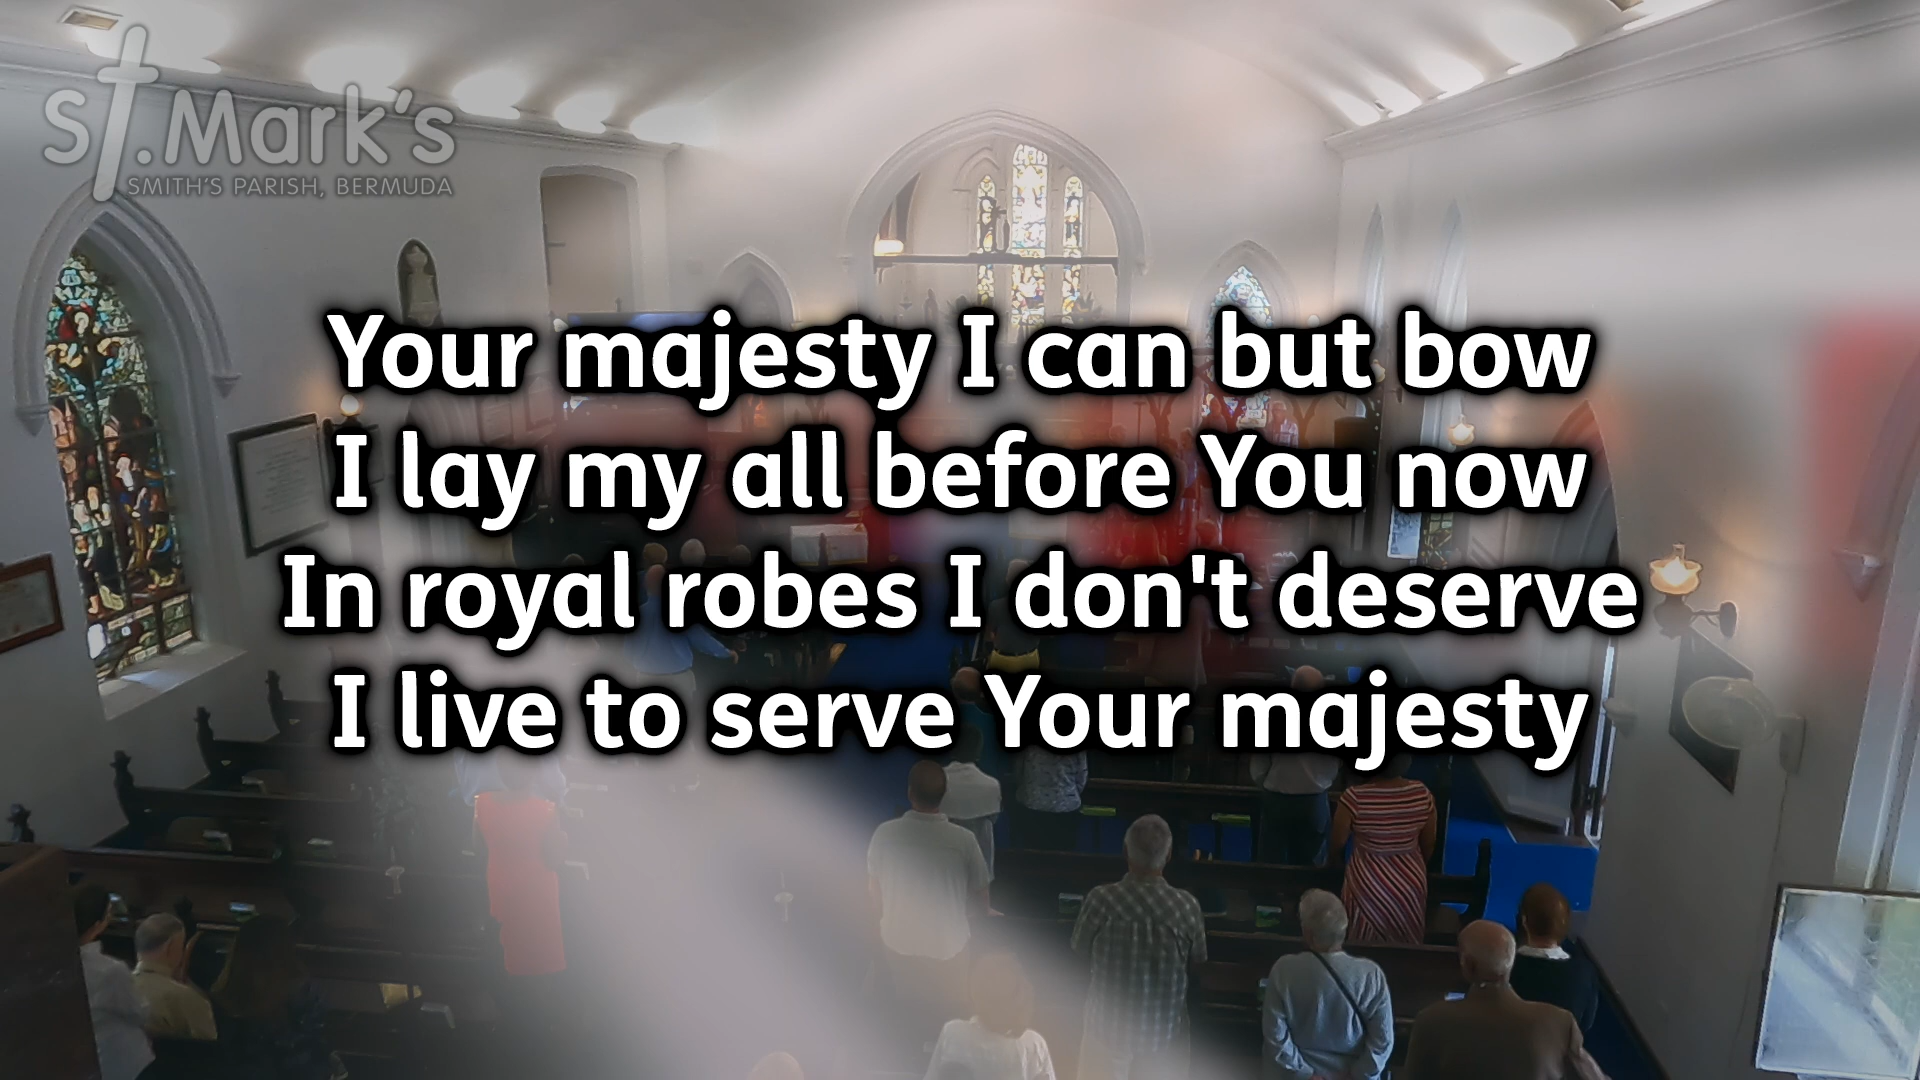 St.Mark's
SMITH'S PARISH, BERMUDA
Your majesty I can but bow
I lay my all before You now
In royal robes I don't deserve
I live to serve Your majesty